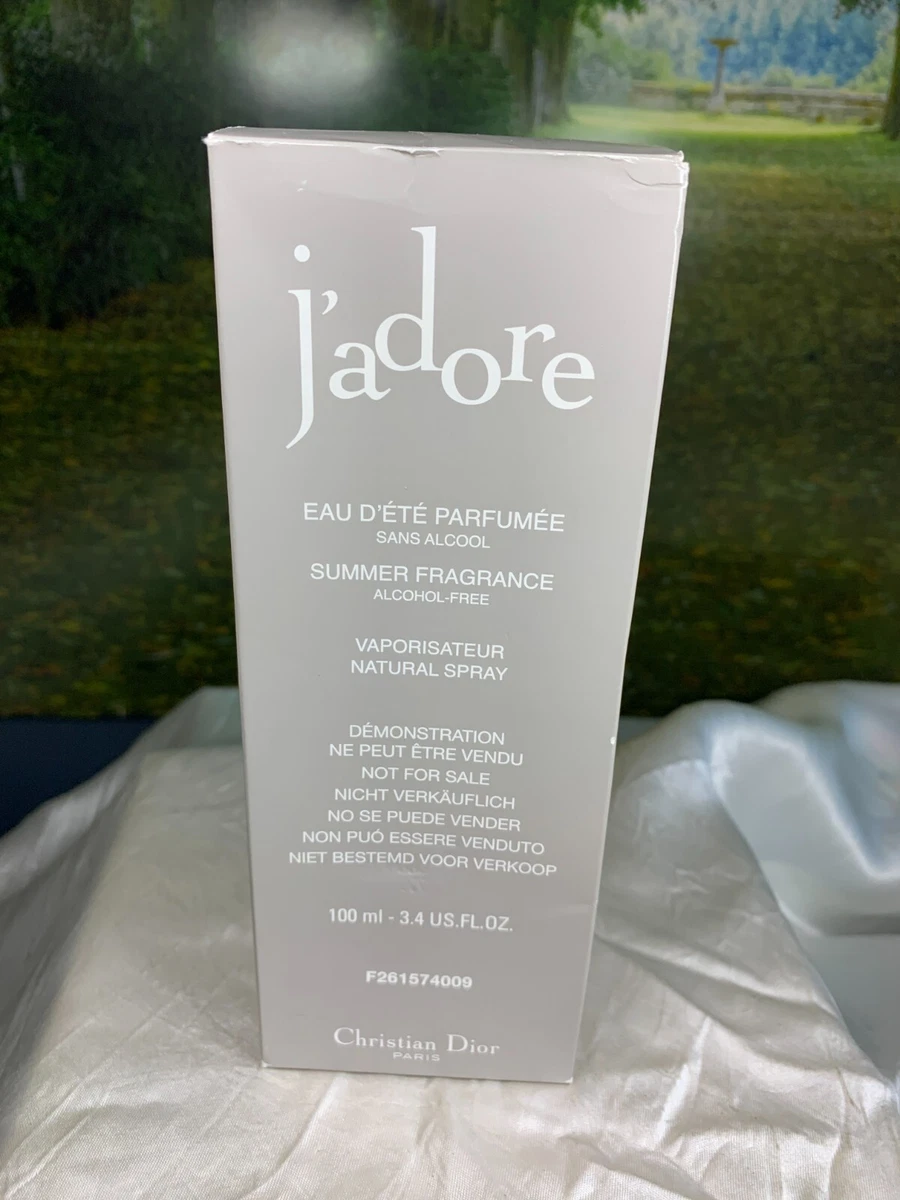 j'adore
EAU D'ÉTÉ PARFUMÉE
SANS ALCOOL
SUMMER FRAGRANCE
ALCOHOL-FREE
VAPORISATEUR
NATURAL SPRAY
DÉMONSTRATION
NE PEUT ÊTRE VENDU
NOT FOR SALE
NICHT VERKÄUFLICH
NO SE PUEDE VENDER
NON PUÓ ESSERE VENDUTO
NIET BESTEMD VOOR VERKOOP
100 ml - 3.4 US.FL.OZ.
F261574009
Christian Dior
PARIS